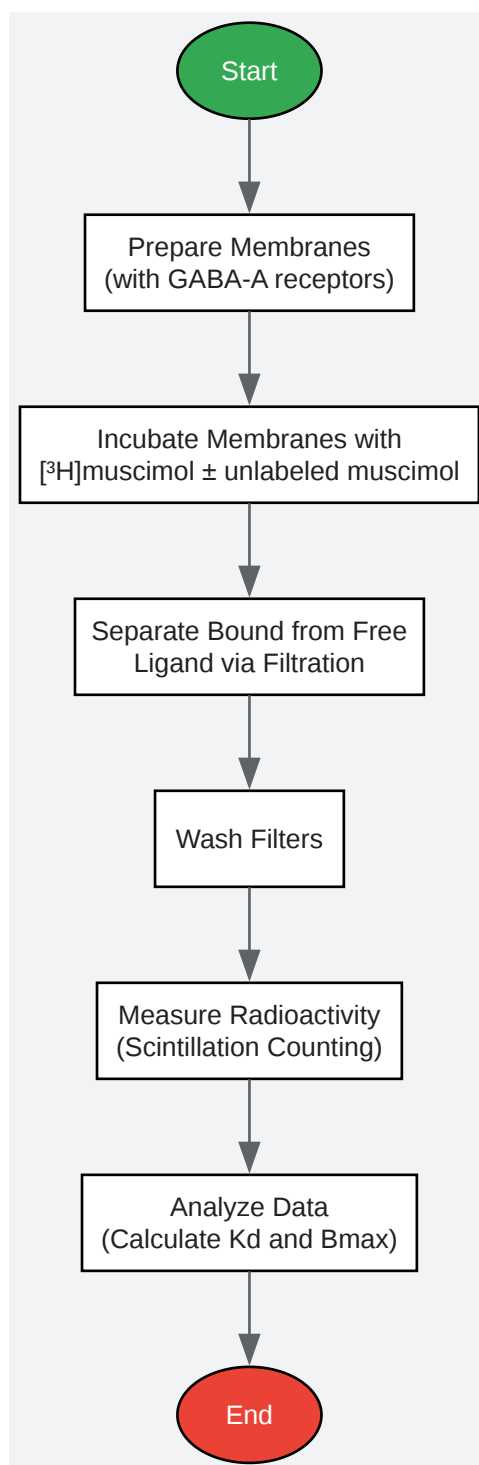 Start
Prepare Membranes
(with GABA-A receptors)
Incubate Membranes with
[³H]muscimol ± unlabeled muscimol
Separate Bound from Free
Ligand via Filtration
Wash Filters
Measure Radioactivity
(Scintillation Counting)
Analyze Data
(Calculate Kd and Bmax)
End